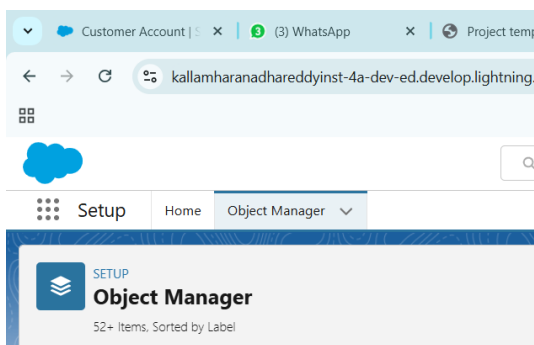 Customer Account | S
3
(3) WhatsApp
Project temp
kallamharanadhareddyinst-4a-dev-ed.develop.lightning.
Setup
Home
Object Manager
SETUP
Object Manager
52+ Items, Sorted by Label